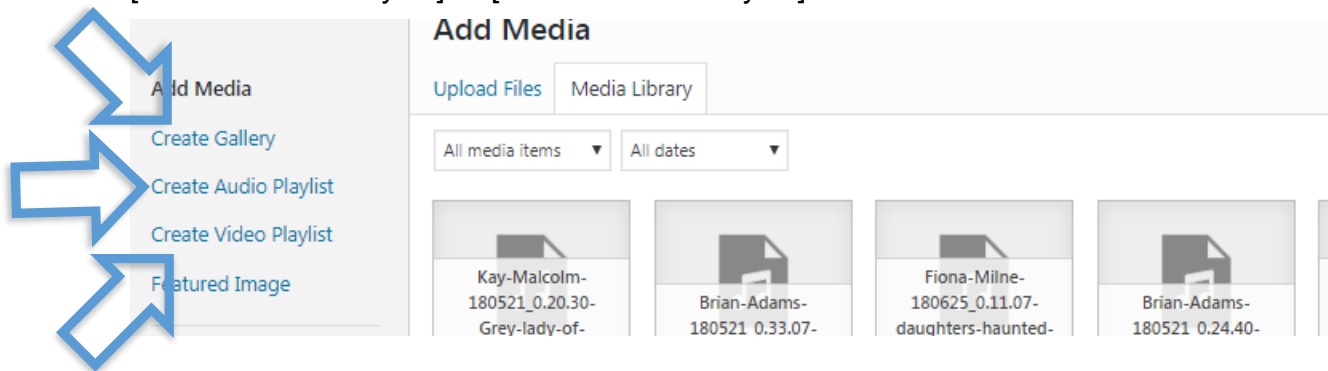 Add Media
Add Media
Upload Files Media Library
Create Gallery
All media items All dates
Create Audio Playlist
Create Video Playlist
Featured Image
Kay-Malcolm-
180521_0.20.30-
Grey-lady-of-
Brian-Adams-
180521_0.33.07-
Fiona-Milne-
180625_0.11.07-
daughters-haunted-
Brian-Adams-
180521_0.24.40-